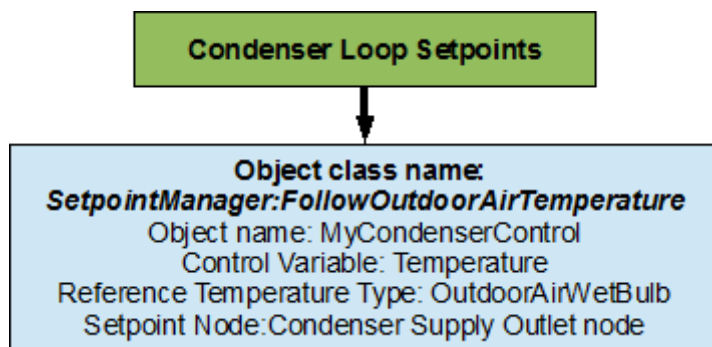 Condenser Loop Setpoints
Object class name:
SetpointManager:FollowOutdoorAirTemperature
Object name: MyCondenserControl
Control Variable: Temperature
Reference Temperature Type: OutdoorAirWetBulb
Setpoint Node:Condenser Supply Outlet node